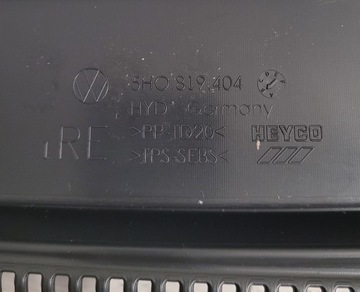 5H0 819 404
HYD Germany
>PP-TD20<
RE HEYCO
>TPS-SEBS<